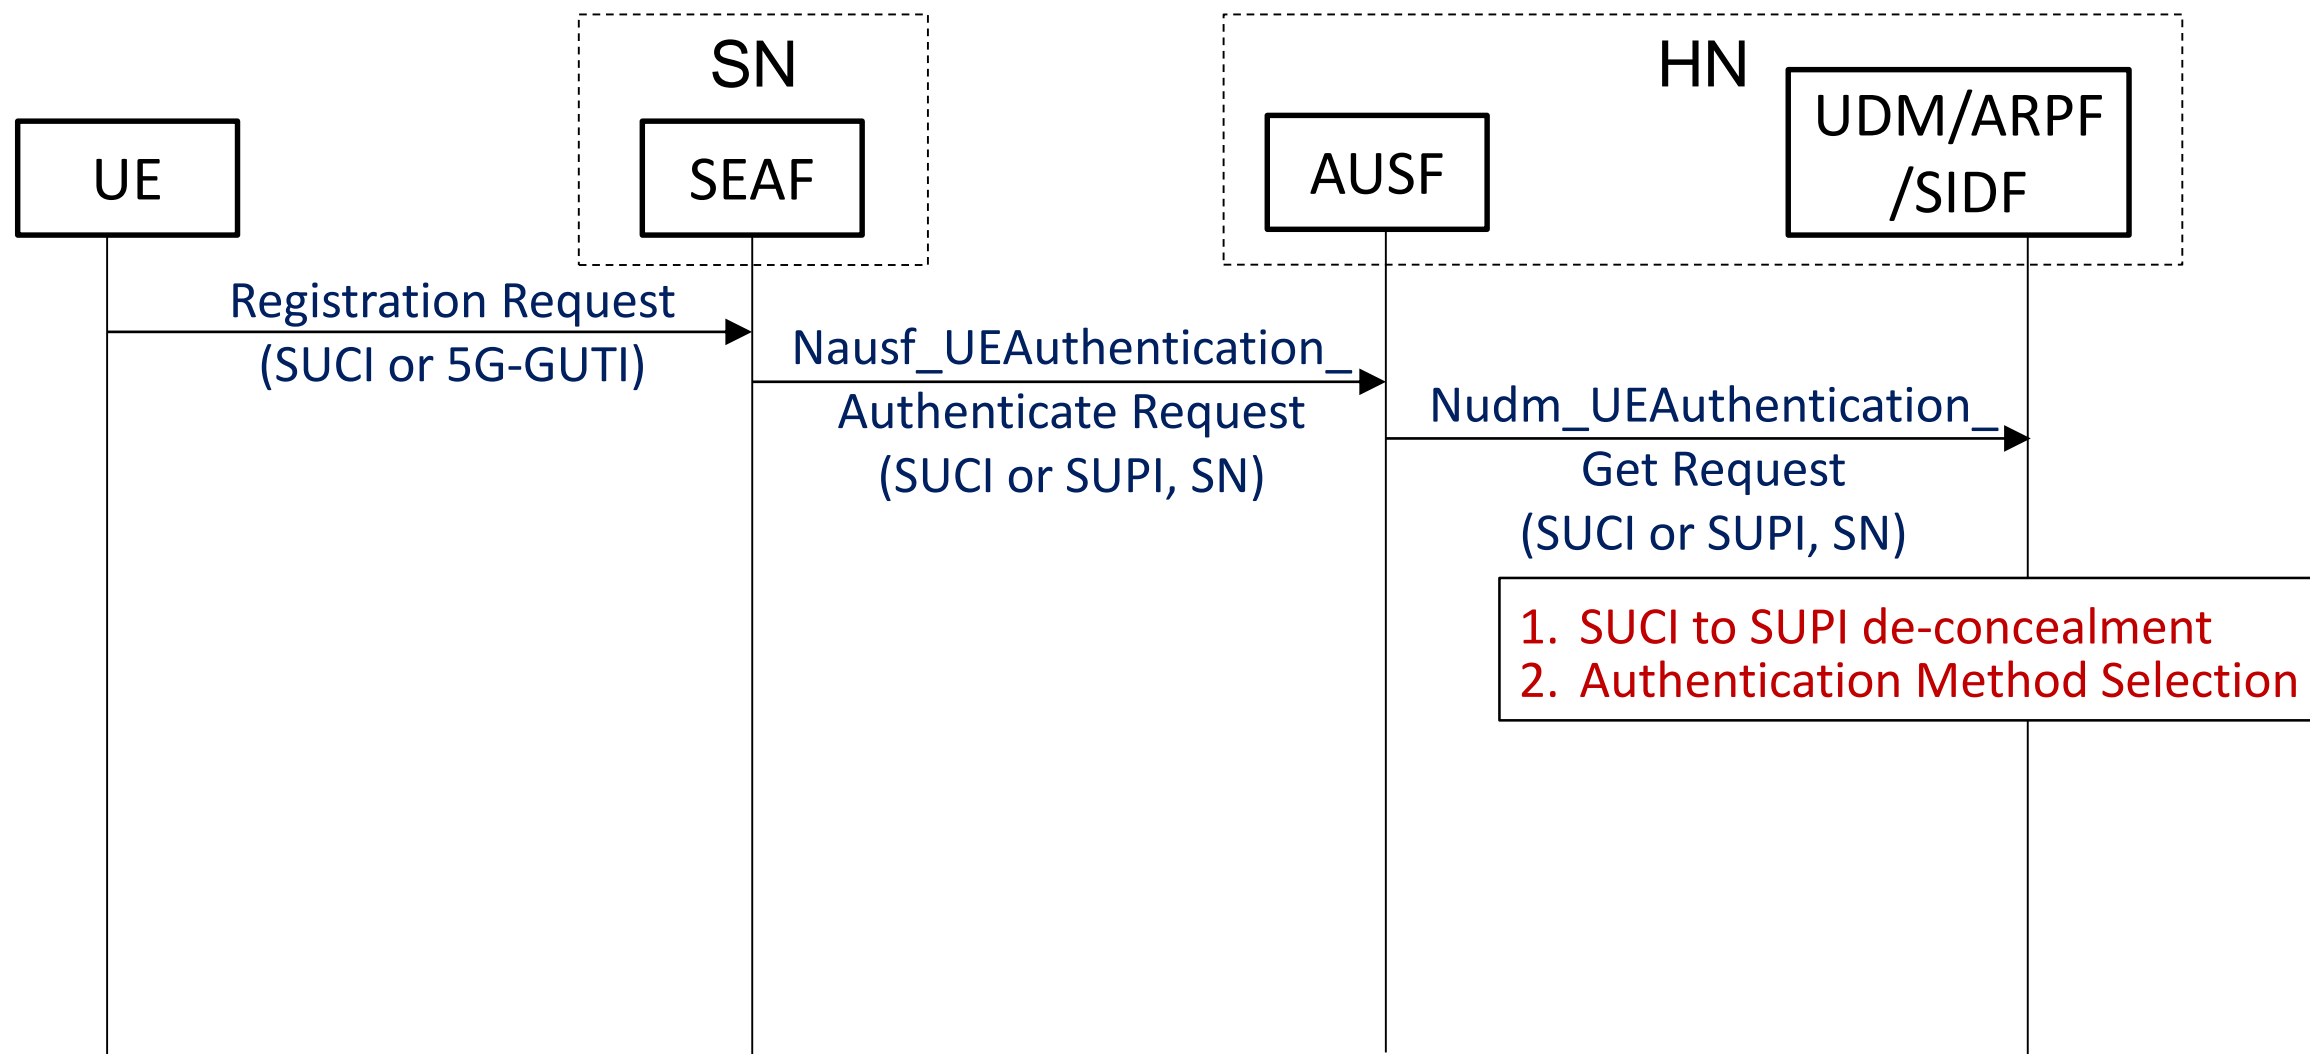 SN
HN
UE
SEAF
AUSF
UDM/ARPF
/SIDF
Registration Request
(SUCI or 5G-GUTI)
Nausf_UEAuthentication_
Authenticate Request
(SUCI or SUPI, SN)
Nudm_UEAuthentication_
Get Request
(SUCI or SUPI, SN)
1. SUCI to SUPI de-concealment
2. Authentication Method Selection